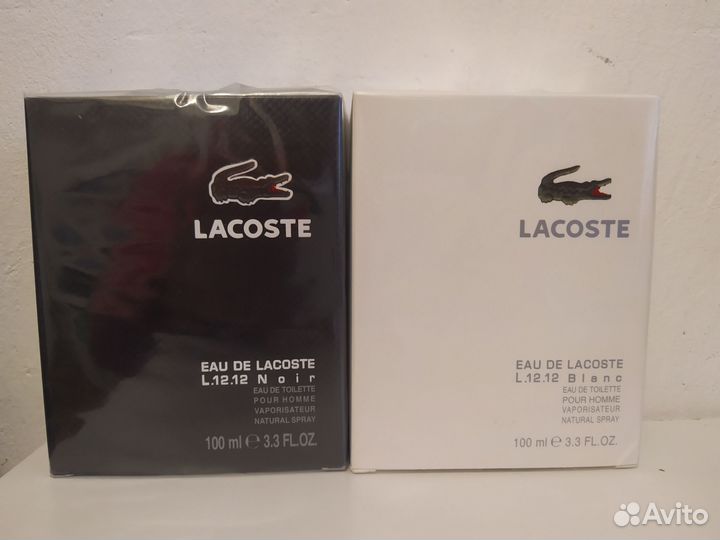 LACOSTE
EAU DE LACOSTE
L.12.12 Noir
EAU DE TOILETTE
POUR HOMME
VAPORISATEUR
NATURAL SPRAY
100 ml ℮ 3.3 FL.OZ.
LACOSTE
EAU DE LACOSTE
L.12.12 Blanc
EAU DE TOILETTE
POUR HOMME
VAPORISATEUR
NATURAL SPRAY
100 ml ℮ 3.3 FL.OZ.
Avito